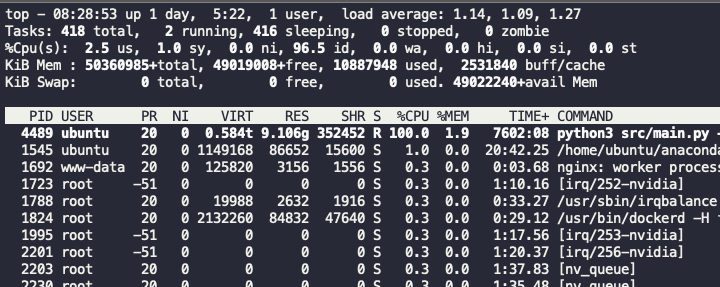 top - 08:28:53 up 1 day,  5:22,  1 user,  load average: 1.14, 1.09, 1.27
Tasks: 418 total,   2 running, 416 sleeping,   0 stopped,   0 zombie
%Cpu(s):  2.5 us,  1.0 sy,  0.0 ni, 96.5 id,  0.0 wa,  0.0 hi,  0.0 si,  0.0 st
KiB Mem : 50360985+total, 49019008+free, 10887948 used,  2531840 buff/cache
KiB Swap:        0 total,        0 free,        0 used. 49022240+avail Mem
PID USER      PR  NI    VIRT    RES    SHR S  %CPU %MEM     TIME+ COMMAND
4489 ubuntu    20   0  0.584t 9.106g 352452 R 100.0  1.9   7602:08 python3 src/main.py -
1545 ubuntu    20   0 1149168  86652  15600 S   1.0  0.0  20:42.25 /home/ubuntu/anaconda
1692 www-data  20   0  125820   3156   1556 S   0.3  0.0   0:03.68 nginx: worker process
1723 root     -51   0       0      0      0 S   0.3  0.0   1:10.16 [irq/252-nvidia]
1788 root      20   0   19988   2632   1916 S   0.3  0.0   0:33.27 /usr/sbin/irqbalance
1824 root      20   0 2132260  84832  47640 S   0.3  0.0   0:29.12 /usr/bin/dockerd -H
1995 root     -51   0       0      0      0 S   0.3  0.0   1:17.56 [irq/253-nvidia]
2201 root     -51   0       0      0      0 S   0.3  0.0   1:20.37 [irq/256-nvidia]
2203 root      20   0       0      0      0 S   0.3  0.0   1:37.83 [nv_queue]
2230 root      20   0       0      0      0 S   0.3  0.0   1:35.48 [nv_queue]